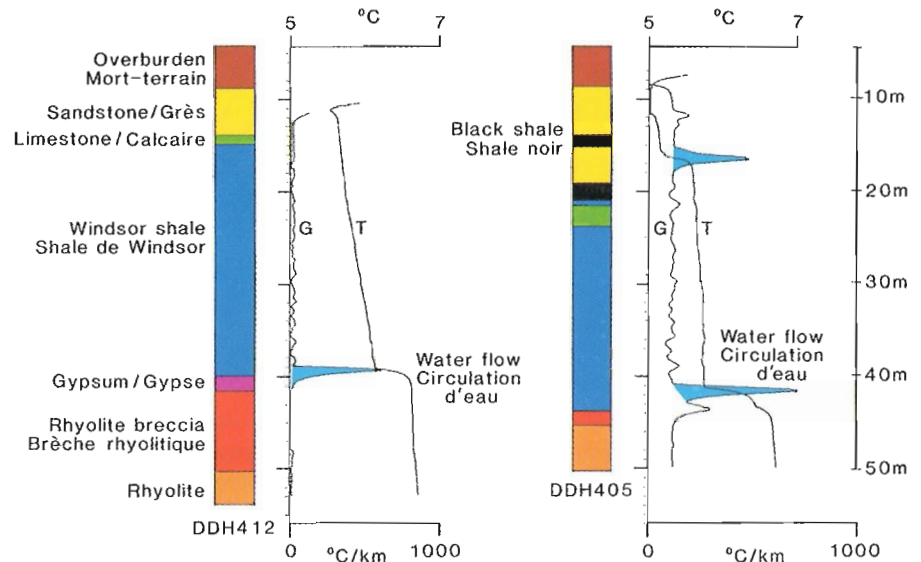 5 °C 7
5 °C 7
Overburden
Mort-terrain
Sandstone/Grès
Limestone/Calcaire
Windsor shale
Shale de Windsor
Gypsum/Gypse
Rhyolite breccia
Brèche rhyolitique
Rhyolite
DDH412
G T
Water flow
Circulation
d'eau
0 °C/km 1000
Black shale
Shale noir
DDH405
G T
Water flow
Circulation
d'eau
0 °C/km 1000
10m
20m
30m
40m
50m